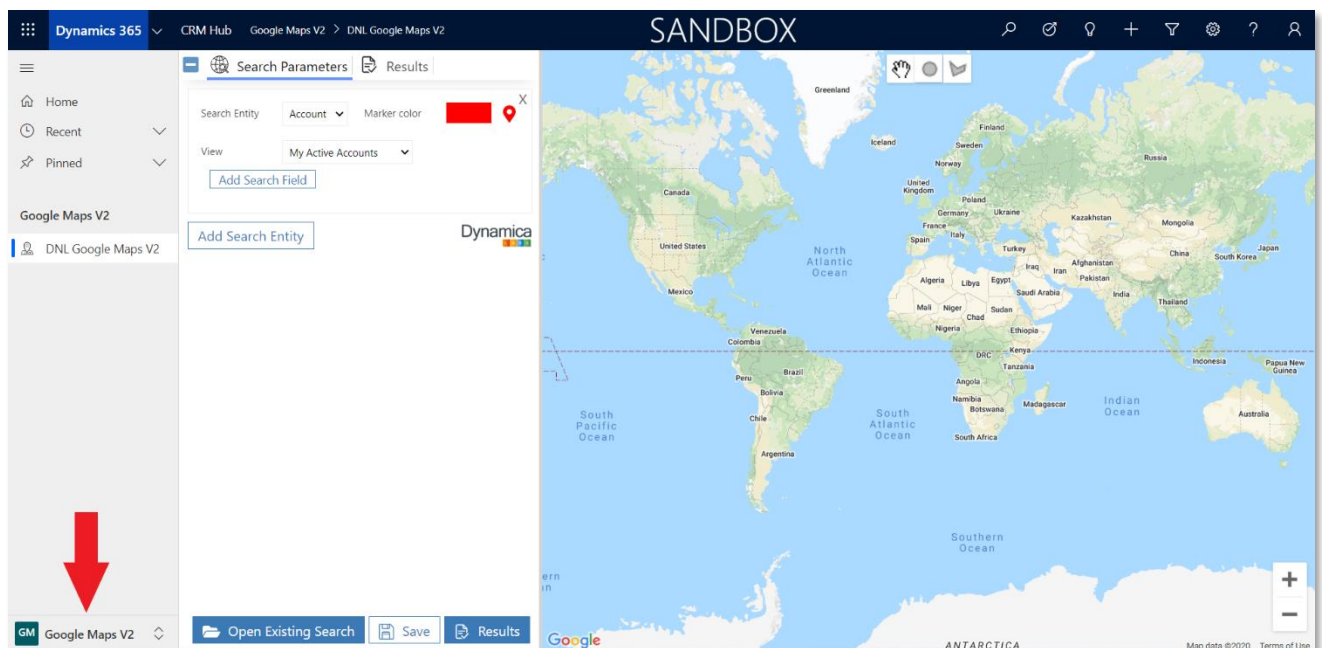 Dynamics 365 CRM Hub Google Maps V2 > DNL Google Maps V2 SANDBOX
Search Parameters Results
Home
Recent
Pinned
Google Maps V2
DNL Google Maps V2
Search Entity Account Marker color X
View My Active Accounts
Add Search Field
Add Search Entity Dynamica
Open Existing Search Save Results
GM Google Maps V2
Greenland
Iceland
Finland
Sweden
Norway
Russia
United
Kingdom
Canada
Poland
Germany Ukraine
France
Italy
Spain
Kazakhstan
Mongolia
United States
North
Atlantic
Ocean
Turkey
China
Japan
South Korea
Iraq Iran
Afghanistan
Pakistan
Algeria Libya Egypt
Saudi Arabia
India
Thailand
Mexico
Mali Niger
Chad
Sudan
Nigeria
Ethiopia
Venezuela
Colombia
DRC
Kenya
Tanzania
Indonesia
Papua New
Guinea
Peru
Brazil
Bolivia
Angola
Namibia
Botswana
Madagascar
Indian
Ocean
Australia
South
Pacific
Ocean
Chile
South
Atlantic
Ocean
South Africa
Argentina
Southern
Ocean
ern
n
+
−
Google
ANTARCTICA
Map data ©2020 Terms of Use